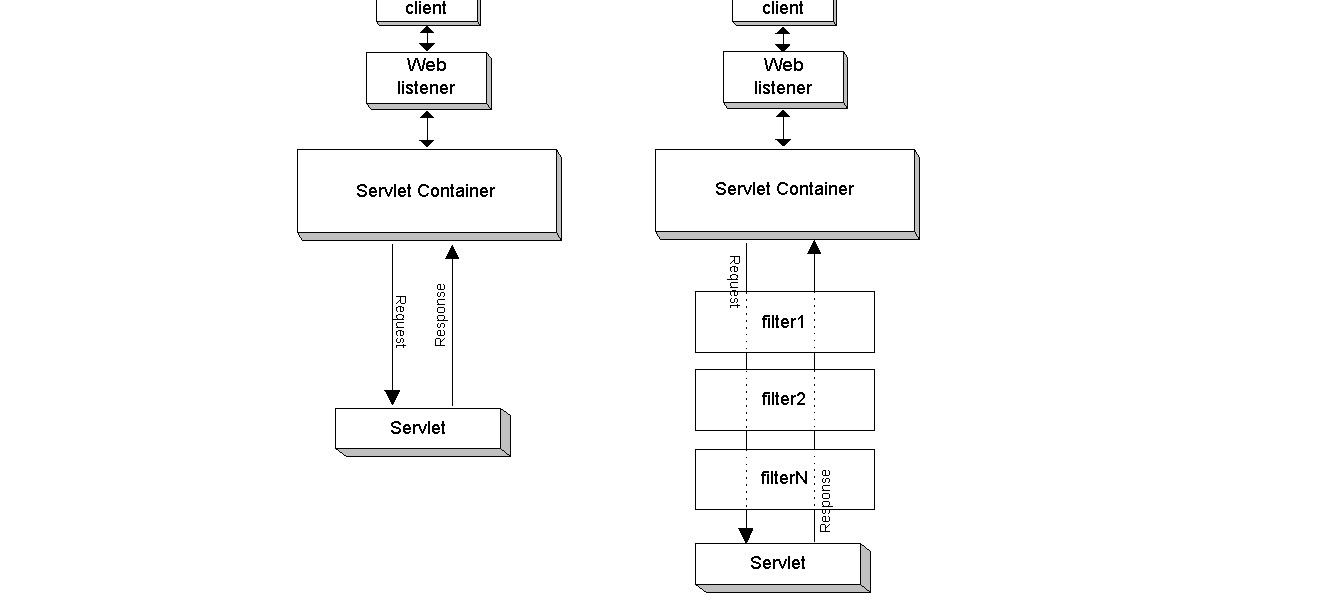 client
Web
listener
Servlet Container
Request
Response
Servlet
client
Web
listener
Servlet Container
Request
filter1
filter2
filterN
Response
Servlet